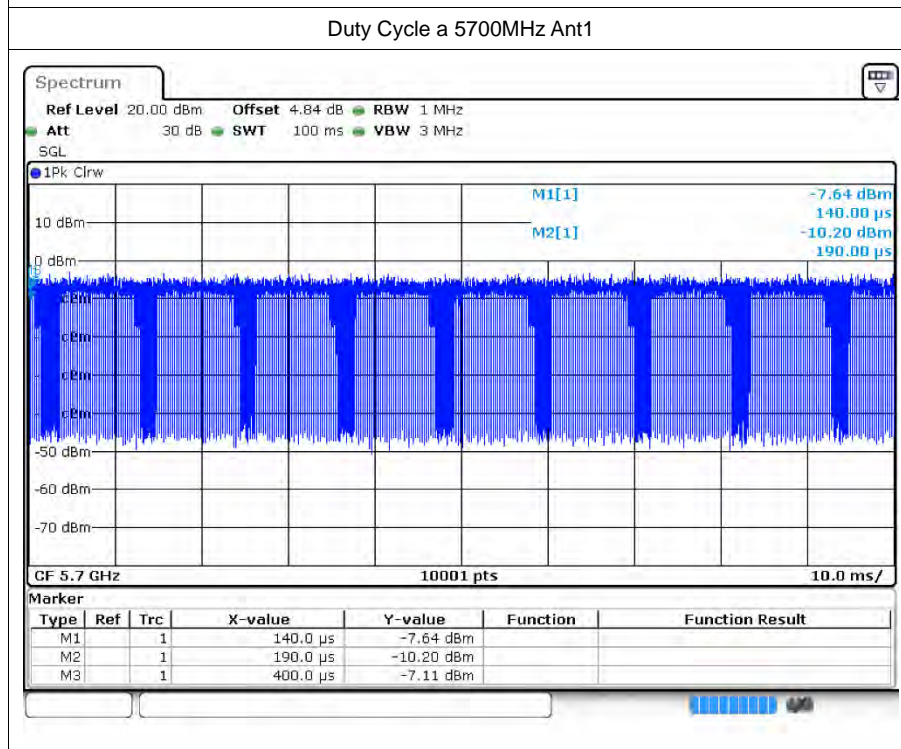 Duty Cycle a 5700MHz Ant1
Spectrum
Ref Level 20.00 dBm Offset 4.84 dB RBW 1 MHz
Att 30 dB SWT 100 ms VBW 3 MHz
SGL
1Pk Clrw
M1[1] -7.64 dBm
140.00 µs
10 dBm
M2[1] -10.20 dBm
190.00 µs
0 dBm
-50 dBm
-60 dBm
-70 dBm
CF 5.7 GHz 10001 pts 10.0 ms/
Marker
Type Ref Trc X-value Y-value Function Function Result
M1 1 140.0 µs -7.64 dBm
M2 1 190.0 µs -10.20 dBm
M3 1 400.0 µs -7.11 dBm